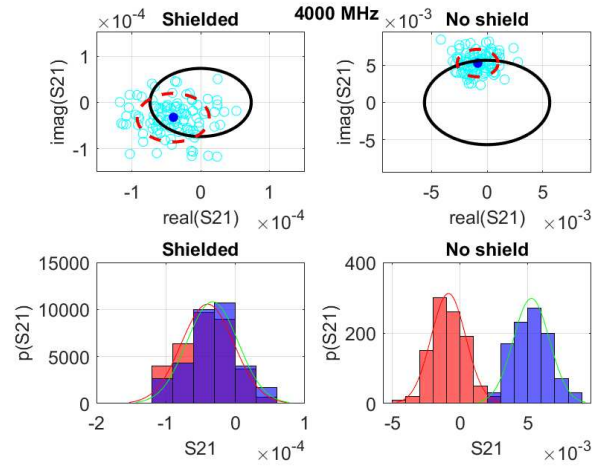 4000 MHz
Shielded
No shield
×10^-4
×10^-3
imag(S21)
1
0
-1
-1
0
1
real(S21)
×10^-4
imag(S21)
5
0
-5
-5
0
5
real(S21)
×10^-3
Shielded
No shield
p(S21)
15000
10000
5000
0
-2
-1
0
1
S21
×10^-4
p(S21)
400
200
0
-5
0
5
S21
×10^-3